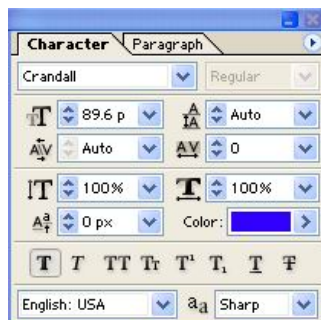 Character Paragraph
Crandall Regular
89.6 p Auto
Auto 0
100% 100%
0 px Color:
T T TT Tr T¹ T₁ T T
English: USA aa Sharp